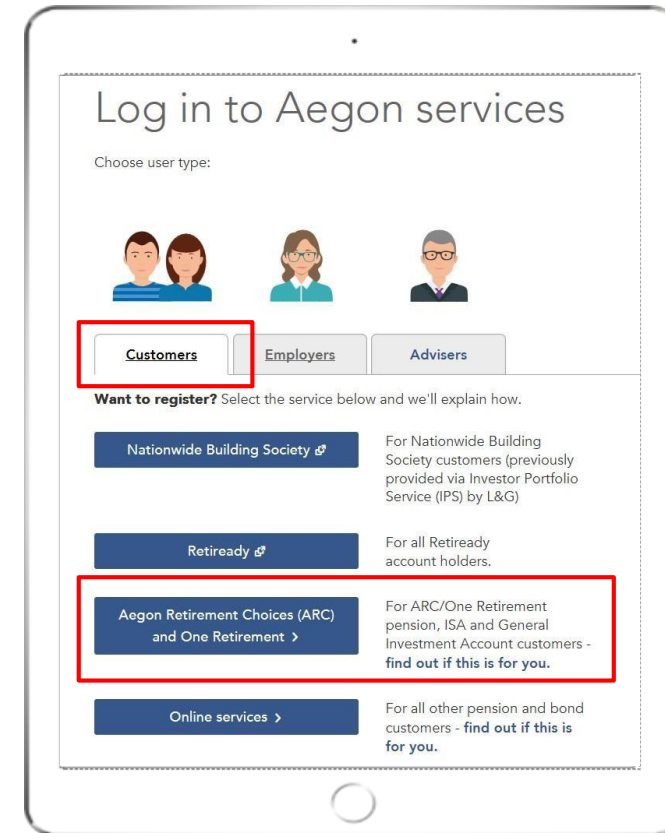 Log in to Aegon services
Choose user type:
Customers
Employers
Advisers
Want to register? Select the service below and we'll explain how.
Nationwide Building Society
For Nationwide Building
Society customers (previously
provided via Investor Portfolio
Service (IPS) by L&G)
Retiready
For all Retiready
account holders.
Aegon Retirement Choices (ARC)
and One Retirement >
For ARC/One Retirement
pension, ISA and General
Investment Account customers -
find out if this is for you.
Online services >
For all other pension and bond
customers - find out if this is
for you.